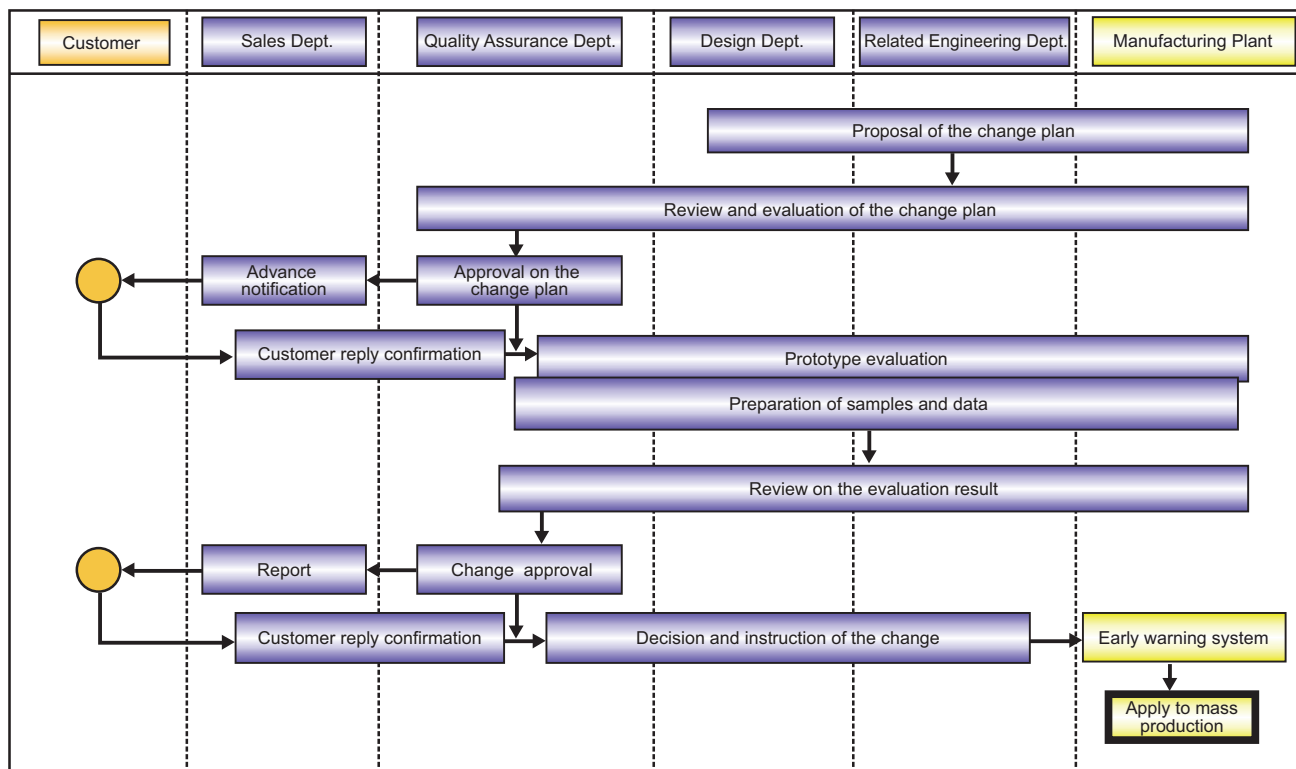 Customer
Sales Dept.
Quality Assurance Dept.
Design Dept.
Related Engineering Dept.
Manufacturing Plant
Proposal of the change plan
Review and evaluation of the change plan
Advance
notification
Approval on the
change plan
Customer reply confirmation
Prototype evaluation
Preparation of samples and data
Review on the evaluation result
Report
Change approval
Customer reply confirmation
Decision and instruction of the change
Early warning system
Apply to mass
production